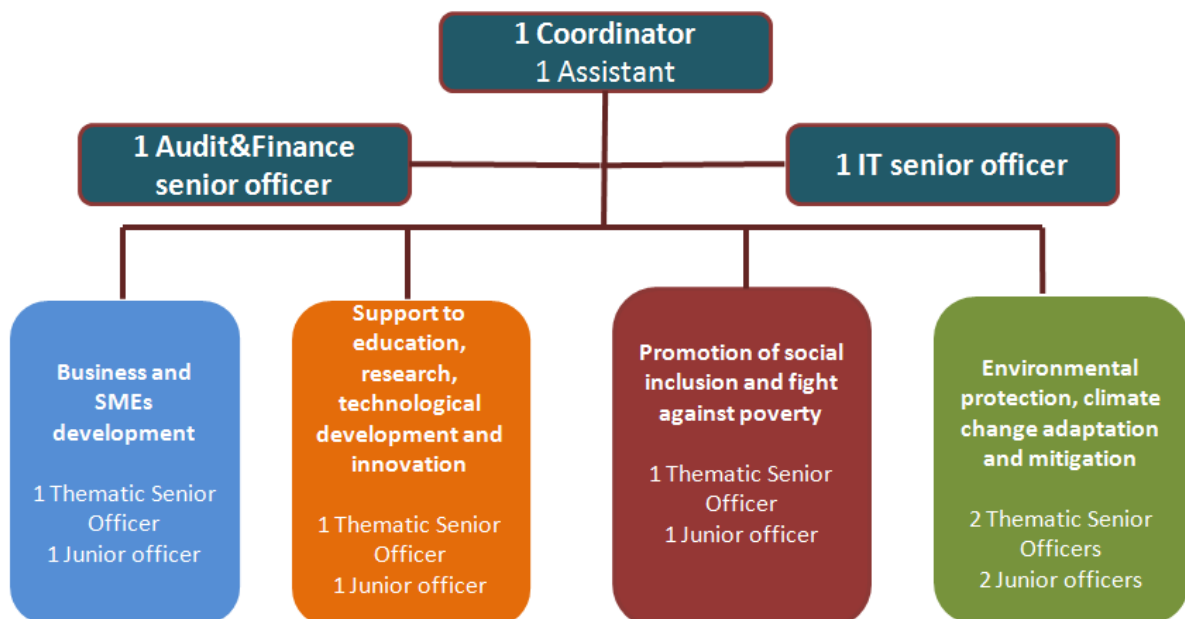 1 Coordinator
1 Assistant
1 Audit&Finance
senior officer
1 IT senior officer
Business and
SMEs
development
1 Thematic Senior
Officer
1 Junior officer
Support to
education,
research,
technological
development and
innovation
1 Thematic Senior
Officer
1 Junior officer
Promotion of social
inclusion and fight
against poverty
1 Thematic Senior
Officer
1 Junior officer
Environmental
protection, climate
change adaptation
and mitigation
2 Thematic Senior
Officers
2 Junior officers